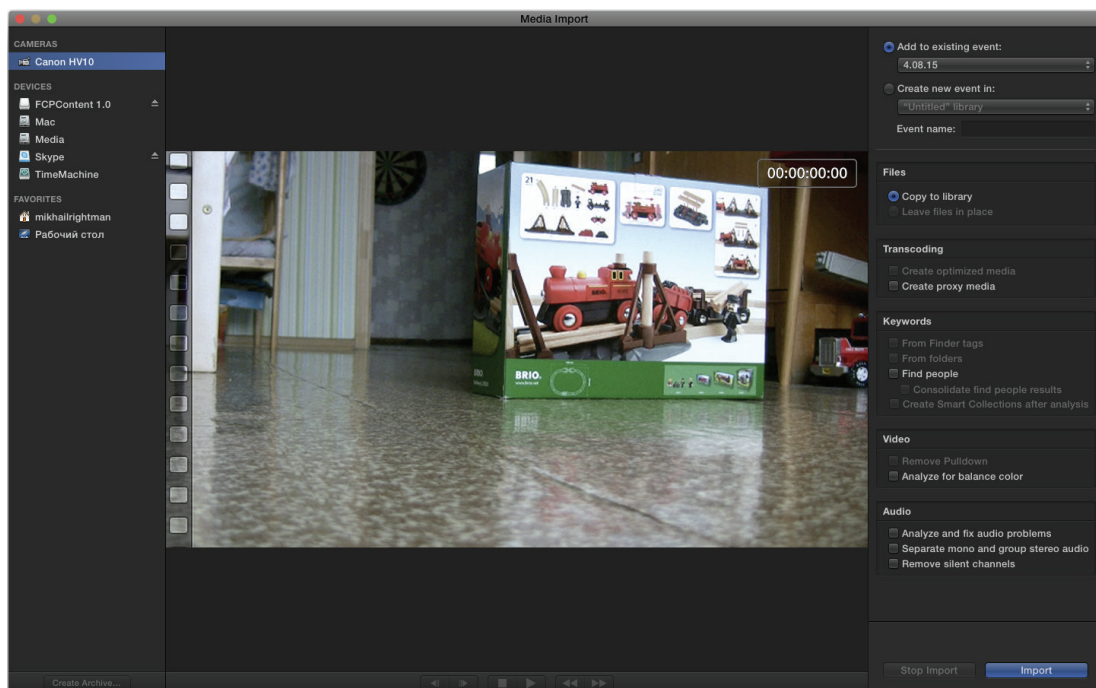 Media Import
CAMERAS
Canon HV10
DEVICES
FCPContent 1.0
Mac
Media
Skype
TimeMachine
FAVORITES
mikhailrightman
Рабочий стол
00:00:00:00
21
BRIO
BRIO.
www.brio.net
Add to existing event:
4.08.15
Create new event in:
"Untitled" library
Event name:
Files
Copy to library
Leave files in place
Transcoding
Create optimized media
Create proxy media
Keywords
From Finder tags
From folders
Find people
Consolidate find people results
Create Smart Collections after analysis
Video
Remove Pulldown
Analyze for balance color
Audio
Analyze and fix audio problems
Separate mono and group stereo audio
Remove silent channels
Create Archive...
Stop Import
Import